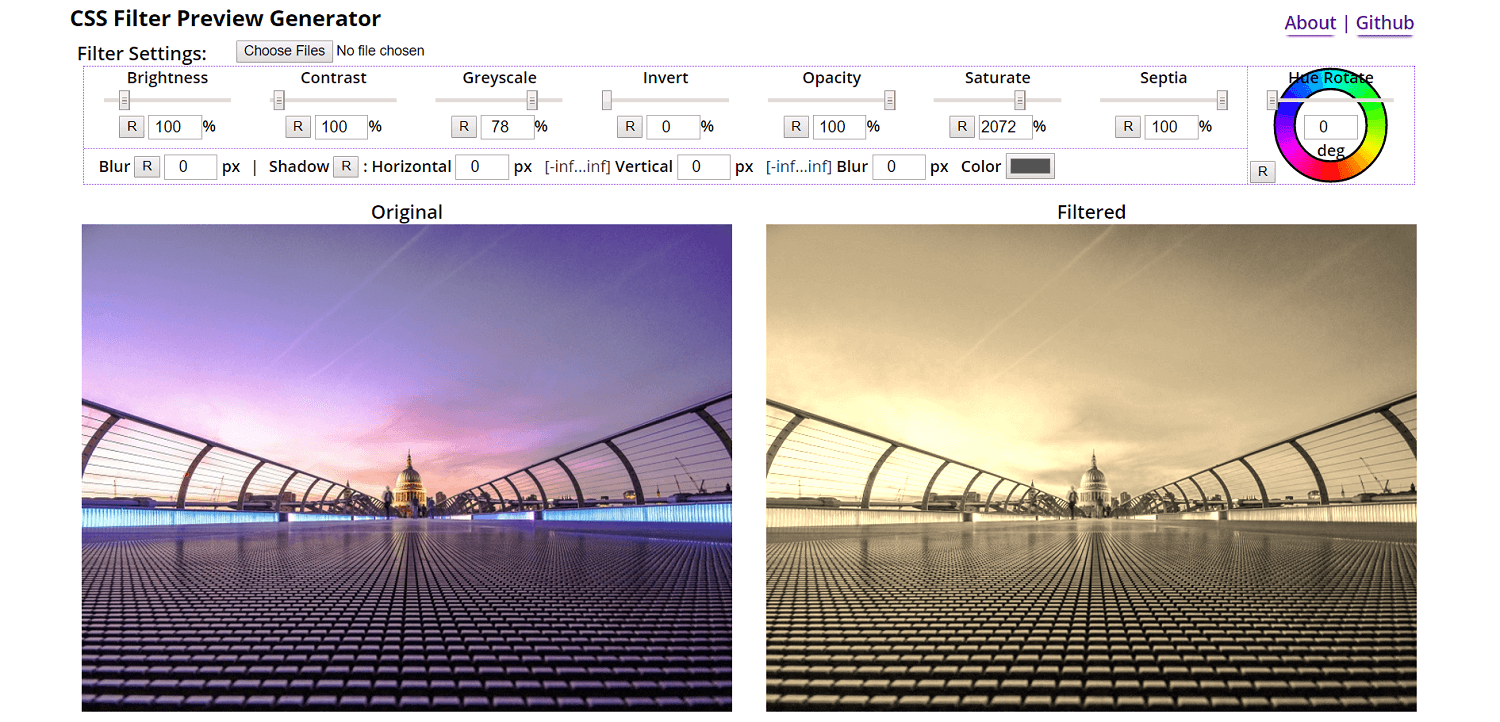 CSS Filter Preview Generator
About | Github
Filter Settings: Choose Files No file chosen
Brightness Contrast Greyscale Invert Opacity Saturate Septia Hue Rotate
R 100 % R 100 % R 78 % R 0 % R 100 % R 2072 % R 100 % 0
deg
Blur R 0 px | Shadow R : Horizontal 0 px [-inf...inf] Vertical 0 px [-inf...inf] Blur 0 px Color R
Original Filtered